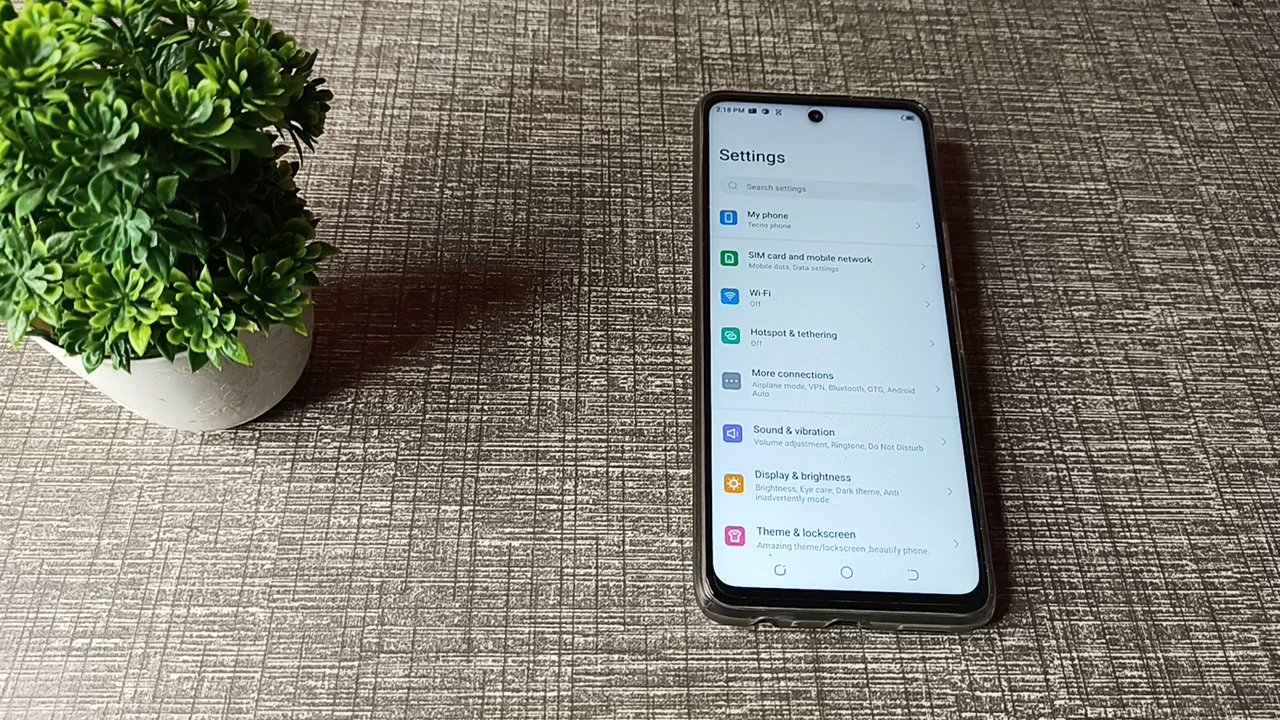 2:18 PM
Settings
Search settings
My phone
Tecno phone
SIM card and mobile network
Mobile data, Data settings
Wi-Fi
Off
Hotspot & tethering
Off
More connections
Airplane mode, VPN, Bluetooth, OTG, Android
Auto
Sound & vibration
Volume adjustment, Ringtone, Do Not Disturb
Display & brightness
Brightness, Eye care, Dark theme, Anti
inadvertently mode
Theme & lockscreen
Amazing theme/lockscreen ,beautify phone.